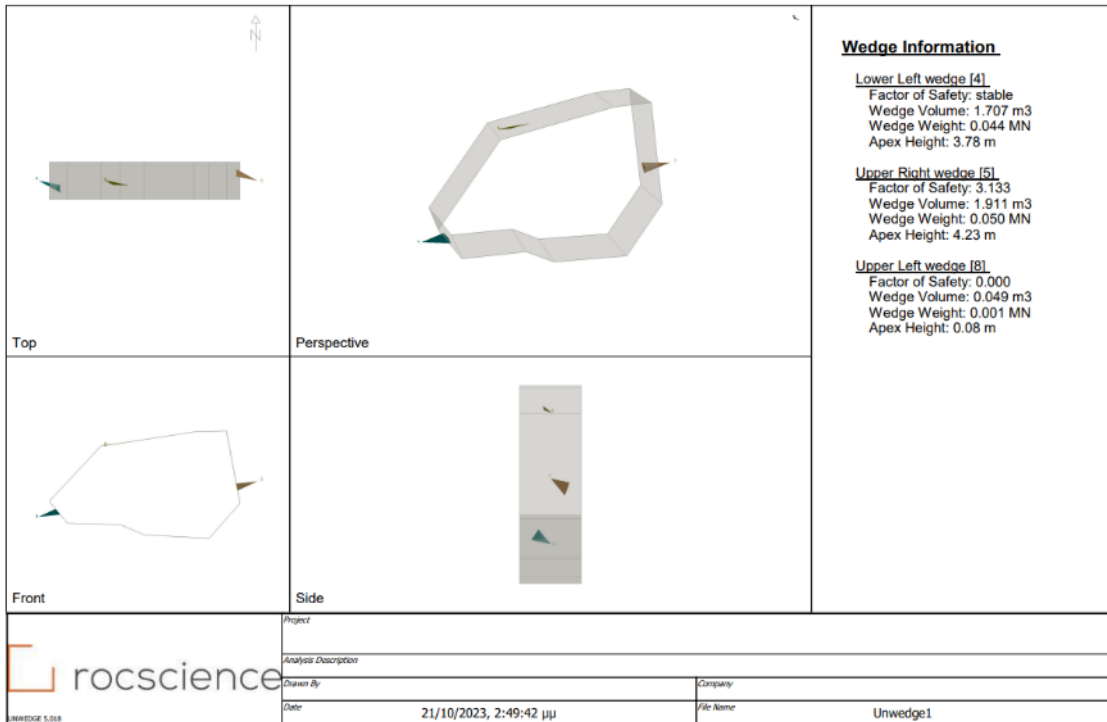 N
Top
Perspective
Front
Side
Wedge Information
Lower Left wedge [4]
Factor of Safety: stable
Wedge Volume: 1.707 m3
Wedge Weight: 0.044 MN
Apex Height: 3.78 m
Upper Right wedge [5]
Factor of Safety: 3.133
Wedge Volume: 1.911 m3
Wedge Weight: 0.050 MN
Apex Height: 4.23 m
Upper Left wedge [8]
Factor of Safety: 0.000
Wedge Volume: 0.049 m3
Wedge Weight: 0.001 MN
Apex Height: 0.08 m
rocscience
UNWEDGE 5.018
Project
Analysis Description
Drawn By
Company
Date
21/10/2023, 2:49:42 μμ
File Name
Unwedge1